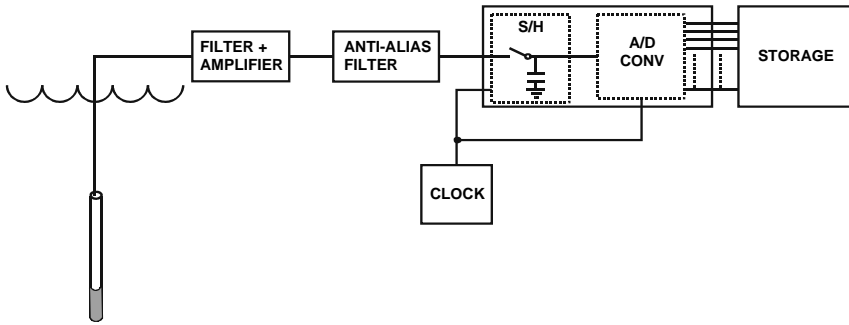 FILTER +
AMPLIFIER
ANTI-ALIAS
FILTER
S/H
A/D
CONV
STORAGE
CLOCK